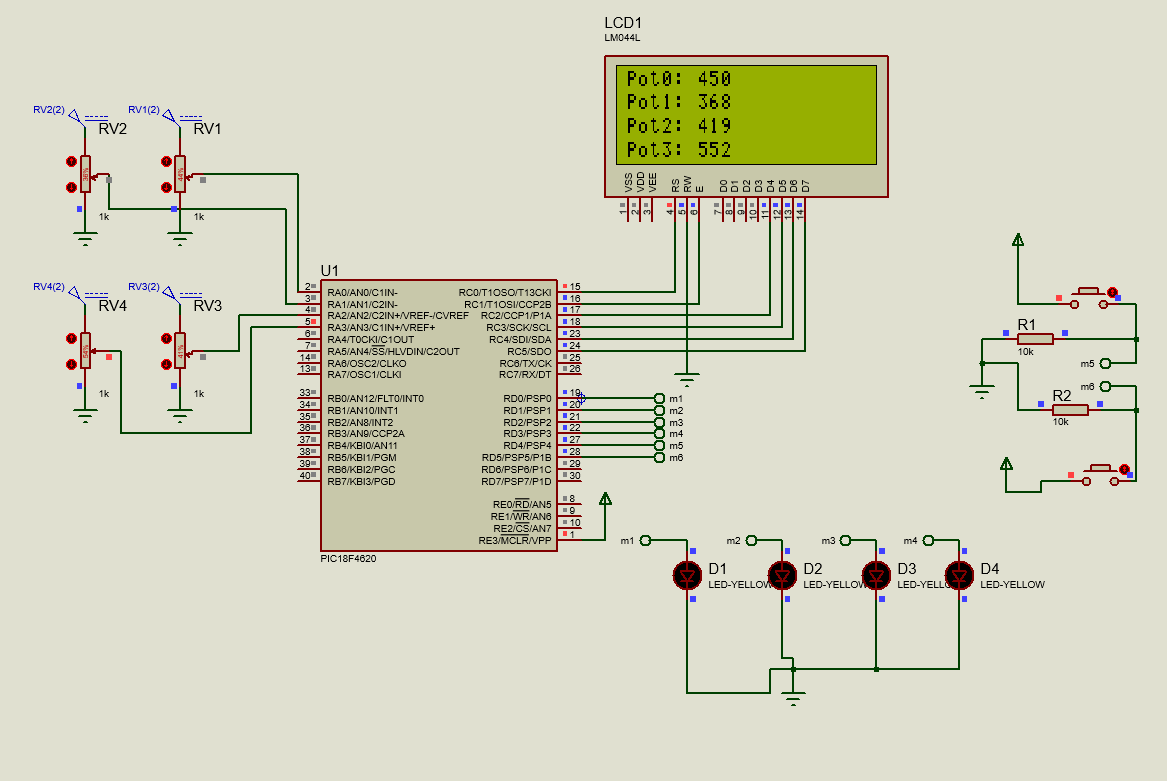 LCD1
LM044L
Pot0: 450
Pot1: 368
Pot2: 419
Pot3: 552
VSS
VDD
VEE
RS
RW
E
D0
D1
D2
D3
D4
D5
D6
D7
1
2
3
4
5
6
7
8
9
10
11
12
13
14
RV2(2)
RV2
1k
RV1(2)
RV1
44%
1k
RV4(2)
RV4
54%
1k
RV3(2)
RV3
41%
1k
U1
2 RA0/AN0/C1IN-
3 RA1/AN1/C2IN-
4 RA2/AN2/C2IN+/VREF-/CVREF
5 RA3/AN3/C1IN+/VREF+
6 RA4/T0CKI/C1OUT
7 RA5/AN4/SS/HLVDIN/C2OUT
14 RA6/OSC2/CLKO
13 RA7/OSC1/CLKI
33 RB0/AN12/FLT0/INT0
34 RB1/AN10/INT1
35 RB2/AN8/INT2
36 RB3/AN9/CCP2A
37 RB4/KBI0/AN11
38 RB5/KBI1/PGM
39 RB6/KBI2/PGC
40 RB7/KBI3/PGD
RC0/T1OSO/T13CKI 15
RC1/T1OSI/CCP2B 16
RC2/CCP1/P1A 17
RC3/SCK/SCL 18
RC4/SDI/SDA 23
RC5/SDO 24
RC6/TX/CK 25
RC7/RX/DT 26
RD0/PSP0 19
RD1/PSP1 20
RD2/PSP2 21
RD3/PSP3 22
RD4/PSP4 27
RD5/PSP5/P1B 28
RD6/PSP6/P1C 29
RD7/PSP7/P1D 30
RE0/RD/AN5 8
RE1/WR/AN6 9
RE2/CS/AN7 10
RE3/MCLR/VPP 1
PIC18F4620
m1
m2
m3
m4
m5
m6
R1
10k
m5
m6
R2
10k
m1
D1
LED-YELLOW
m2
D2
LED-YELLOW
m3
D3
m4
D4
LED-YELLOW